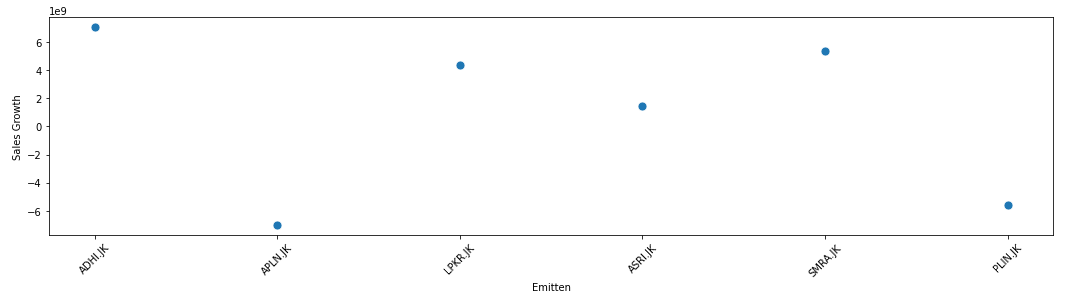 1e9
6
4
2
0
−2
−4
−6
Sales Growth
ADHI.JK
APLN.JK
LPKR.JK
ASRI.JK
SMRA.JK
PLIN.JK
Emitten